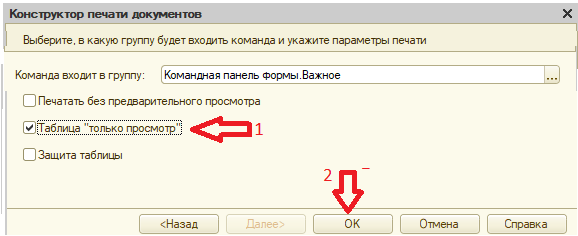 Конструктор печати документов
Выберите, в какую группу будет входить команда и укажите параметры печати
Команда входит в группу: Командная панель формы.Важное ...
Печатать без предварительного просмотра
Таблица "только просмотр" 1
Защита таблицы
2
<Назад Далее> ОК Отмена Справка